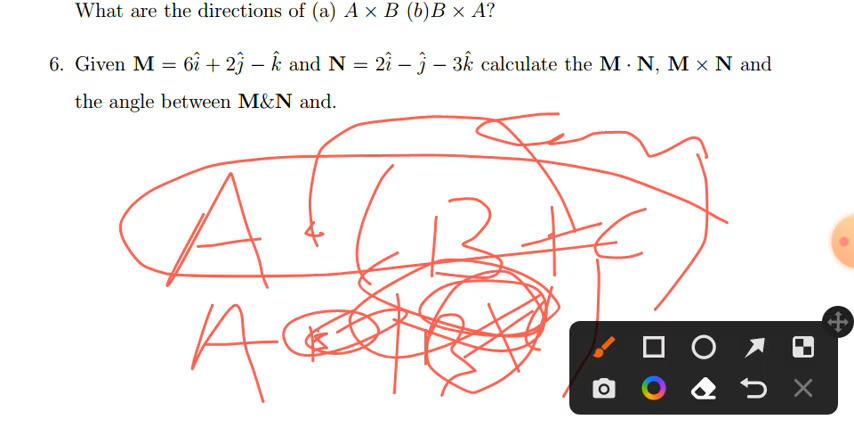 What are the directions of (a) A × B (b)B × A?
6. Given M = 6î + 2ĵ − k̂ and N = 2î − ĵ − 3k̂ calculate the M · N, M × N and
the angle between M&N and.
A · (B + C
A